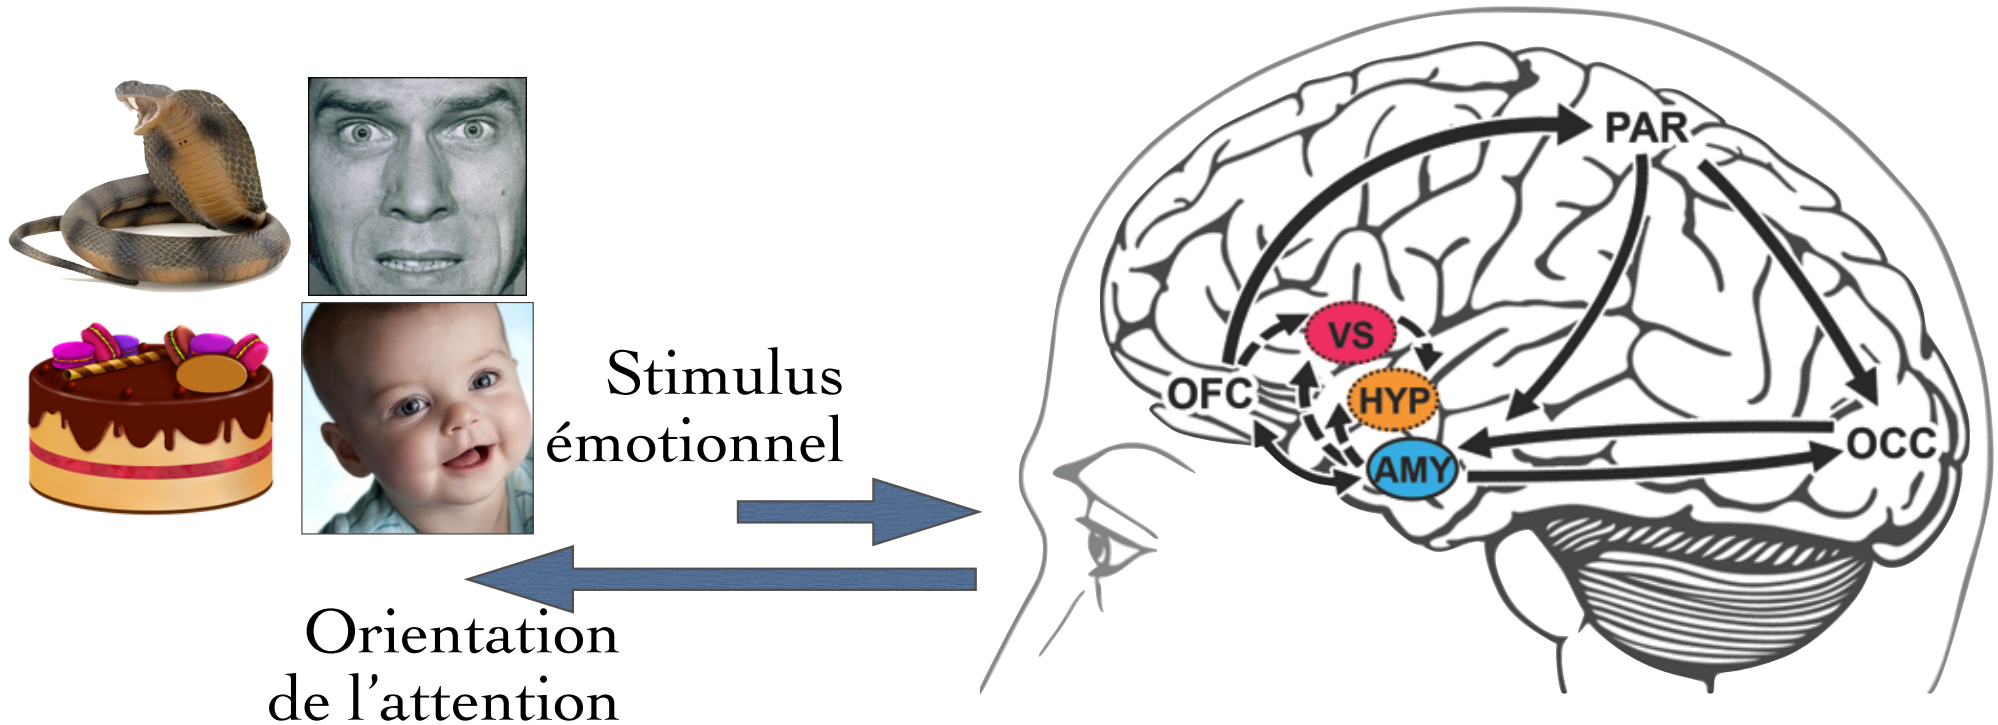 Stimulus
émotionnel
Orientation
de l’attention
PAR
VS
OFC
HYP
AMY
OCC